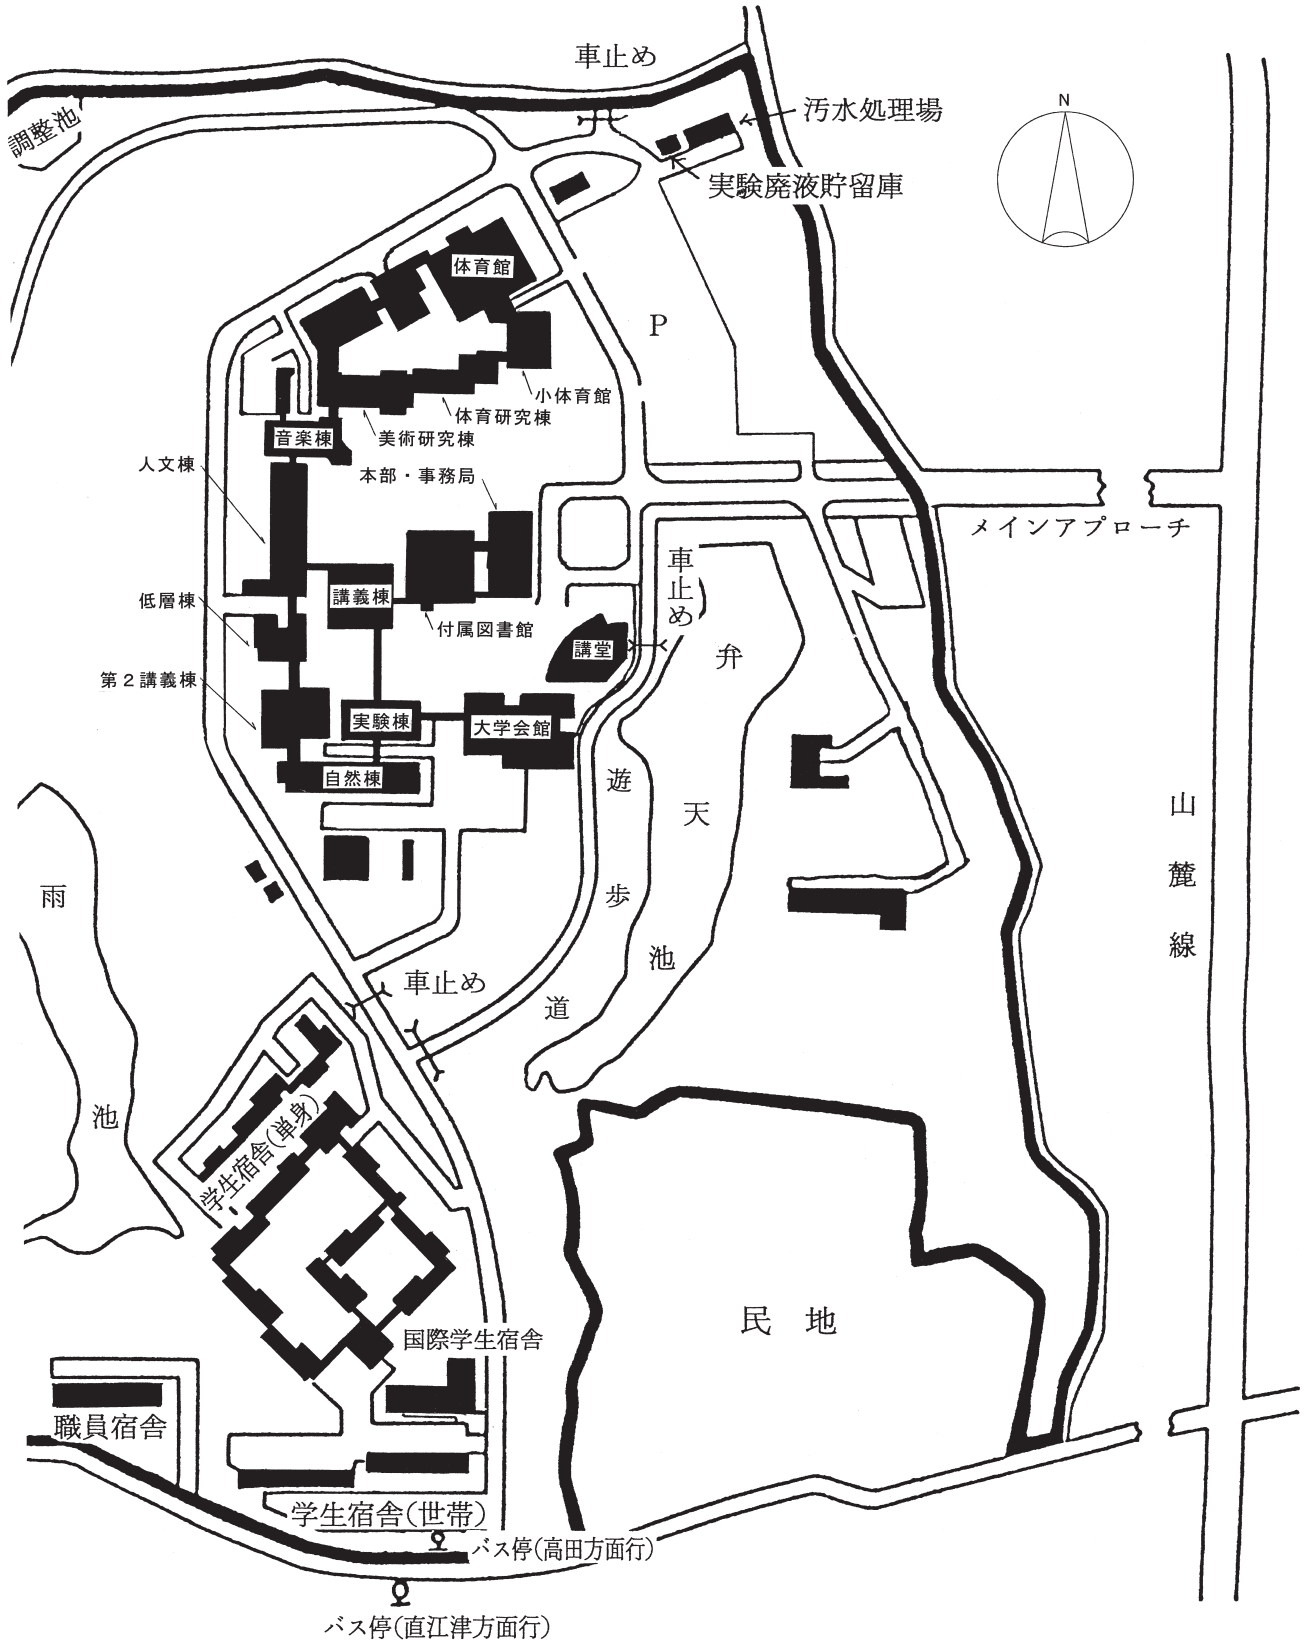 車止め
N
汚水処理場
調整池
実験廃液貯留庫
体育館
P
小体育館
体育研究棟
美術研究棟
音楽棟
人文棟
本部・事務局
メインアプローチ
車止め
講義棟
低層棟
付属図書館
講堂
弁天池
第2講義棟
実験棟
大学会館
自然棟
遊歩道
山麓線
雨池
車止め
学生宿舎(単身)
民地
国際学生宿舎
職員宿舎
学生宿舎(世帯)
バス停(高田方面行)
バス停(直江津方面行)